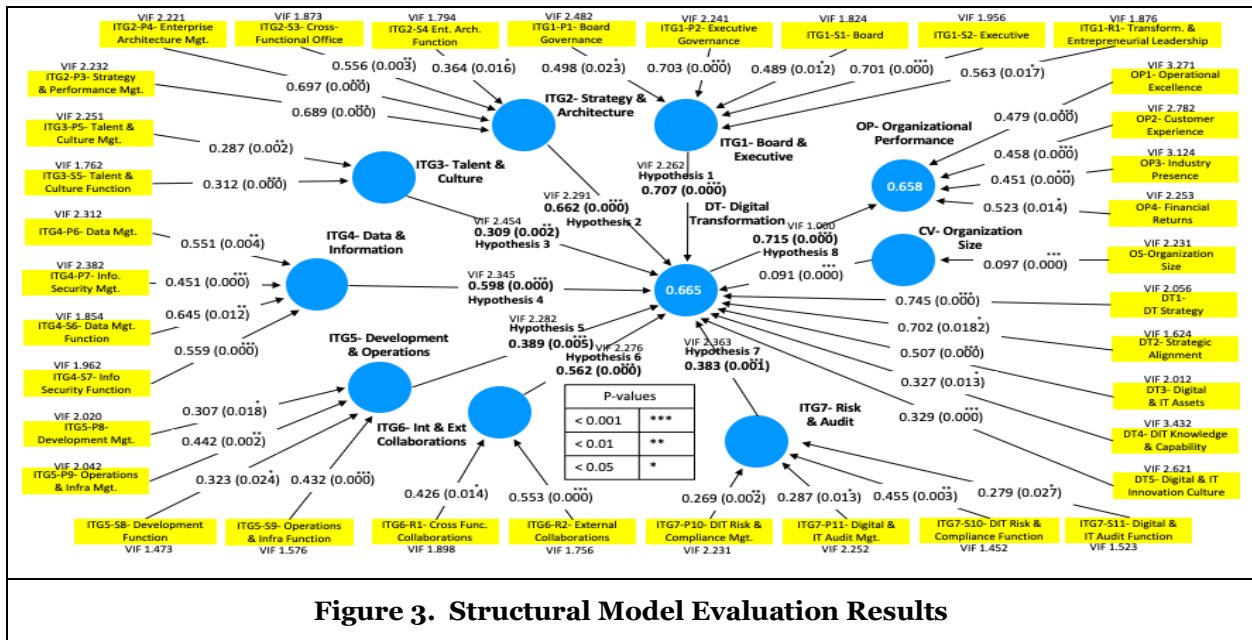 VIF 2.221
ITG2-P4- Enterprise
Architecture Mgt.
VIF 1.873
ITG2-S3- Cross-
Functional Office
VIF 1.794
ITG2-S4 Ent. Arch.
Function
VIF 2.482
ITG1-P1- Board
Governance
VIF 2.241
ITG1-P2- Executive
Governance
VIF 1.824
ITG1-S1- Board
VIF 1.956
ITG1-S2- Executive
VIF 1.876
ITG1-R1- Transform. &
Entrepreneurial Leadership
VIF 2.232
ITG2-P3- Strategy
& Performance Mgt.
0.556 (0.003)**
0.364 (0.016)*
0.697 (0.000)***
0.689 (0.000)***
0.498 (0.023)*
0.703 (0.000)***
0.489 (0.012)*
0.701 (0.000)***
0.563 (0.017)*
VIF 3.271
OP1- Operational
Excellence
VIF 2.782
OP2- Customer
Experience
VIF 3.124
OP3- Industry
Presence
VIF 2.253
OP4- Financial
Returns
0.479 (0.000)***
0.458 (0.000)***
0.451 (0.000)***
0.523 (0.014)*
VIF 2.251
ITG3-P5- Talent &
Culture Mgt.
VIF 1.762
ITG3-S5- Talent &
Culture Function
0.287 (0.002)**
0.312 (0.000)***
ITG2- Strategy &
Architecture
ITG1- Board &
Executive
OP- Organizational
Performance
0.658
ITG3- Talent &
Culture
VIF 2.262
Hypothesis 1
0.707 (0.000)***
VIF 2.291
0.662 (0.000)***
Hypothesis 2
DT- Digital
Transformation
VIF 2.454
0.309 (0.002)**
Hypothesis 3
VIF 1.000
0.715 (0.000)***
Hypothesis 8
CV- Organization
Size
0.091 (0.000)***
0.097 (0.000)***
VIF 2.231
OS-Organization
Size
VIF 2.312
ITG4-P6- Data Mgt.
VIF 2.382
ITG4-P7- Info.
Security Mgt.
VIF 1.854
ITG4-S6- Data Mgt.
Function
VIF 1.962
ITG4-S7- Info
Security Function
0.551 (0.004)**
0.451 (0.000)***
0.645 (0.012)**
0.559 (0.000)***
ITG4- Data &
Information
VIF 2.345
0.598 (0.000)***
Hypothesis 4
0.665
0.745 (0.000)***
0.702 (0.0182)*
0.507 (0.000)***
0.327 (0.013)*
0.329 (0.000)***
VIF 2.056
DT1-
DT Strategy
VIF 1.624
DT2- Strategic
Alignment
VIF 2.012
DT3- Digital
& IT Assets
VIF 3.432
DT4- DIT Knowledge
& Capability
VIF 2.621
DT5- Digital & IT
Innovation Culture
ITG5- Development
& Operations
VIF 2.282
Hypothesis 5
0.389 (0.005)**
Hypothesis 6
VIF 2.276
0.562 (0.000)***
Hypothesis 7
VIF 2.363
0.383 (0.001)**
VIF 2.020
ITG5-P8-
Development Mgt.
VIF 2.042
ITG5-P9- Operations
& Infra Mgt.
0.307 (0.018)*
0.442 (0.002)**
0.323 (0.024)*
0.432 (0.000)***
ITG6- Int & Ext
Collaborations
P-values
< 0.001 ***
< 0.01 **
< 0.05 *
ITG7- Risk
& Audit
0.426 (0.014)*
0.553 (0.000)***
0.269 (0.002)**
0.287 (0.013)*
0.455 (0.003)**
0.279 (0.027)*
ITG5-S8- Development
Function
VIF 1.473
ITG5-S9- Operations
& Infra Function
VIF 1.576
ITG6-R1- Cross Func.
Collaborations
VIF 1.898
ITG6-R2- External
Collaborations
VIF 1.756
ITG7-P10- DIT Risk &
Compliance Mgt.
VIF 2.231
ITG7-P11- Digital &
IT Audit Mgt.
VIF 2.252
ITG7-S10- DIT Risk &
Compliance Function
VIF 1.452
ITG7-S11- Digital &
IT Audit Function
VIF 1.523
Figure 3. Structural Model Evaluation Results